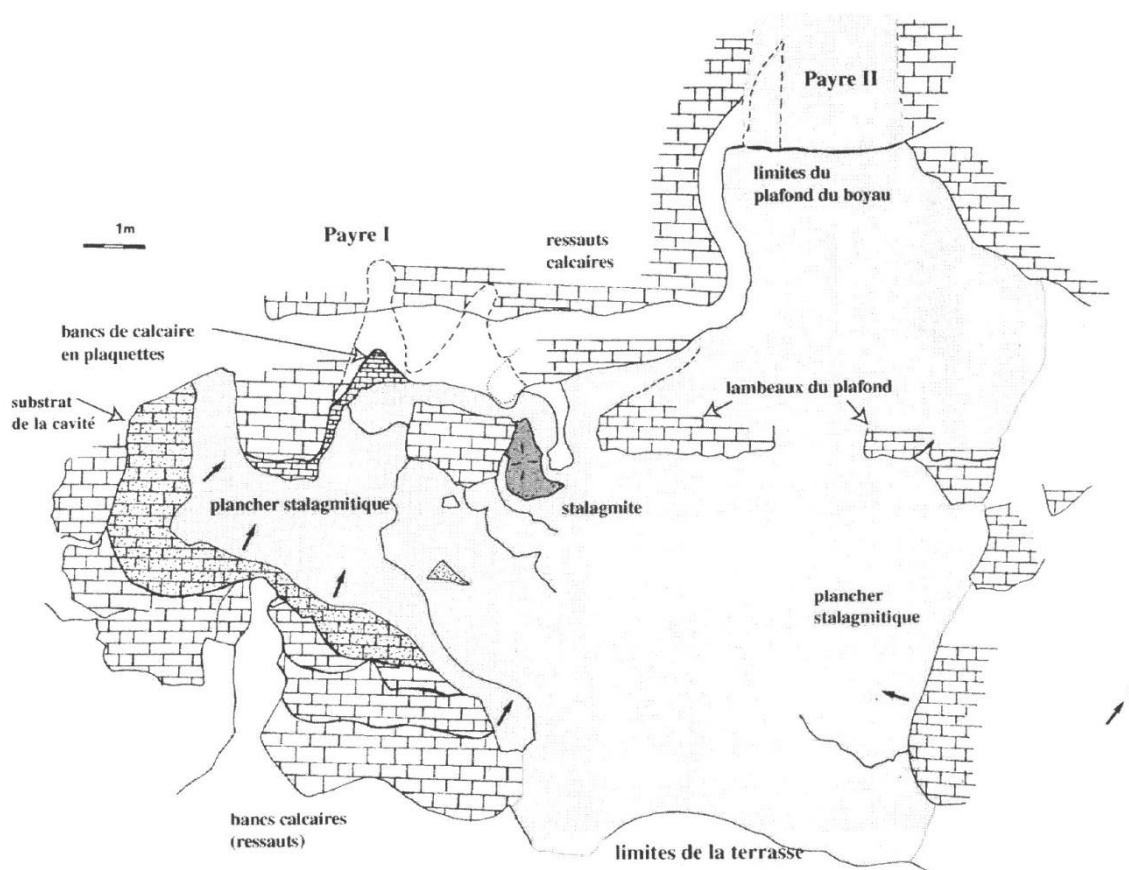 Payre II
limites du
plafond du boyau
1m
Payre I
ressauts
calcaires
bancs de calcaire
en plaquettes
substrat
de la cavité
lambeaux du plafond
plancher stalagmitique
stalagmite
plancher
stalagmitique
bancs calcaires
(ressauts)
limites de la terrasse